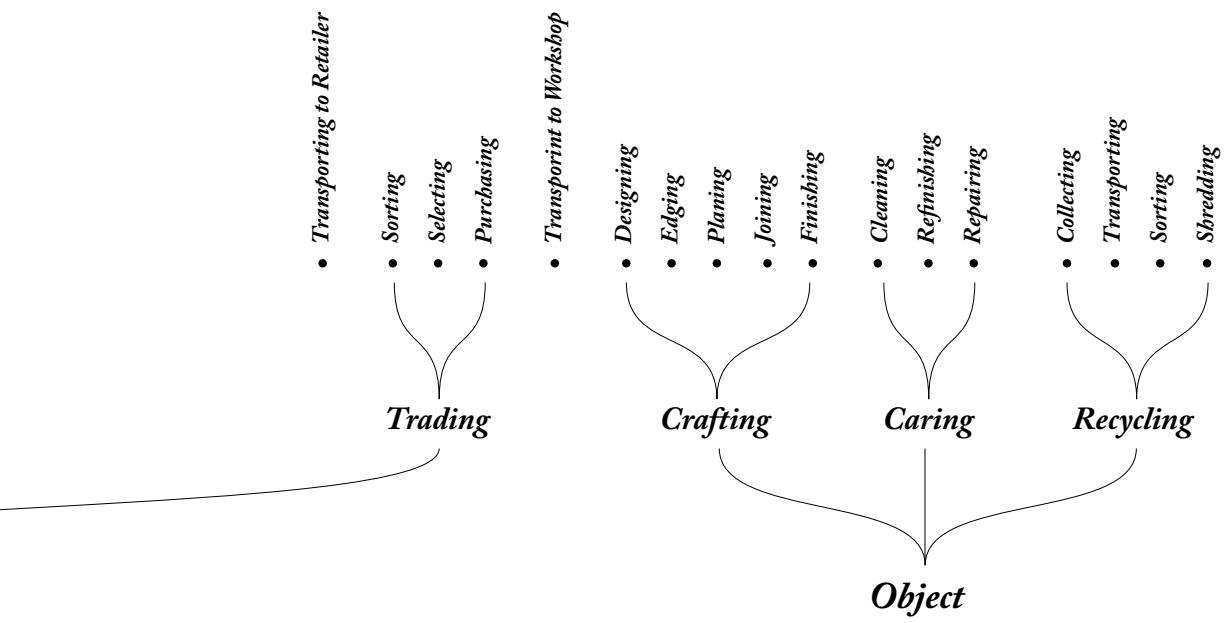 Transporting to Retailer
Sorting
Selecting
Purchasing
Transporint to Workshop
Designing
Edging
Planing
Joining
Finishing
Cleaning
Refinishing
Repairing
Collecting
Transporting
Sorting
Shredding
Trading
Crafting
Caring
Recycling
Object